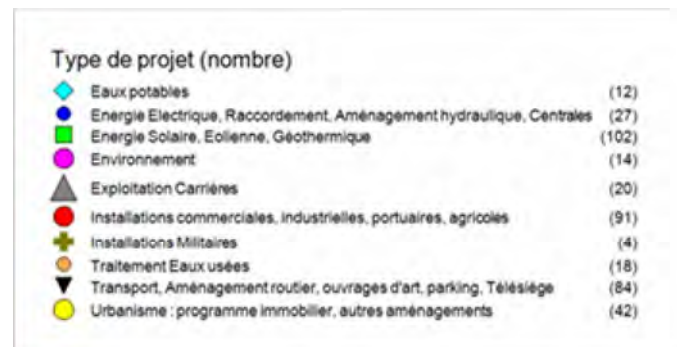 Type de projet (nombre)
Eaux potables (12)
Energie Electrique, Raccordement, Aménagement hydraulique, Centrales (27)
Energie Solaire, Eolienne, Géothermique (102)
Environnement (14)
Exploitation Carrières (20)
Installations commerciales, industrielles, portuaires, agricoles (91)
Installations Militaires (4)
Traitement Eaux usées (18)
Transport, Aménagement routier, ouvrages d'art, parking, Télésiège (84)
Urbanisme : programme immobilier, autres aménagements (42)